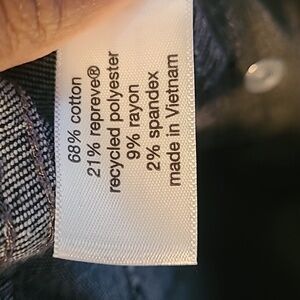 68% cotton
21% repreve®
recycled polyester
9% rayon
2% spandex
made in Vietnam